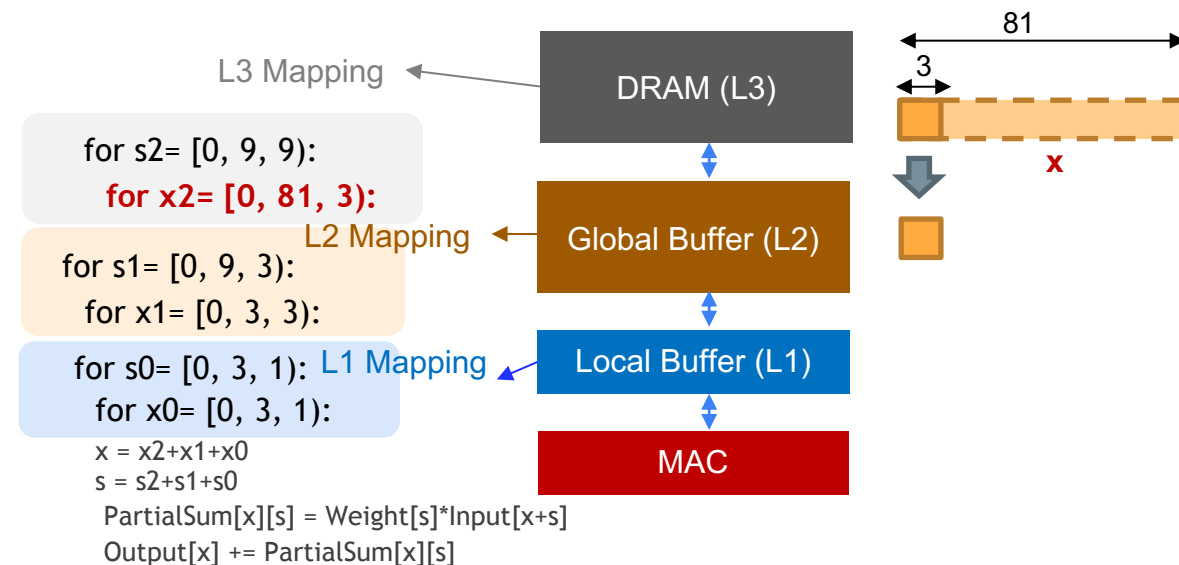 L3 Mapping
DRAM (L3)
81
3
x
for s2= [0, 9, 9):
for x2= [0, 81, 3):
L2 Mapping
Global Buffer (L2)
for s1= [0, 9, 3):
for x1= [0, 3, 3):
L1 Mapping
Local Buffer (L1)
for s0= [0, 3, 1):
for x0= [0, 3, 1):
MAC
x = x2+x1+x0
s = s2+s1+s0
PartialSum[x][s] = Weight[s]*Input[x+s]
Output[x] += PartialSum[x][s]